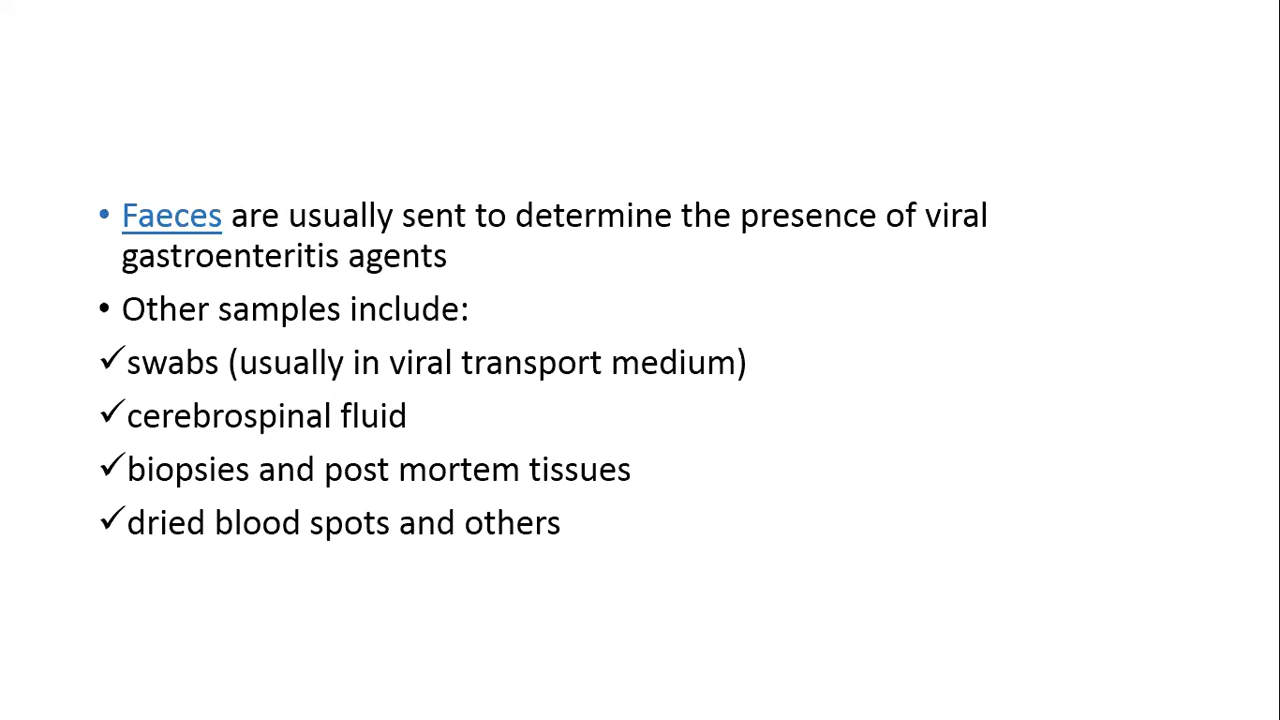 • Faeces are usually sent to determine the presence of viral
gastroenteritis agents
• Other samples include:
✓swabs (usually in viral transport medium)
✓cerebrospinal fluid
✓biopsies and post mortem tissues
✓dried blood spots and others